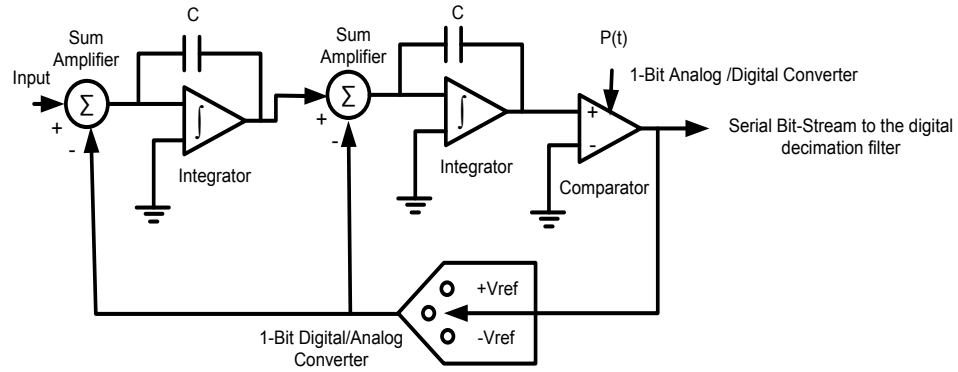 C
C
Sum
Amplifier
Sum
Amplifier
P(t)
Input
1-Bit Analog /Digital Converter
Σ
∫
Σ
∫
+
-
+
-
+
-
Serial Bit-Stream to the digital
decimation filter
Integrator
Integrator
Comparator
+Vref
-Vref
1-Bit Digital/Analog
Converter